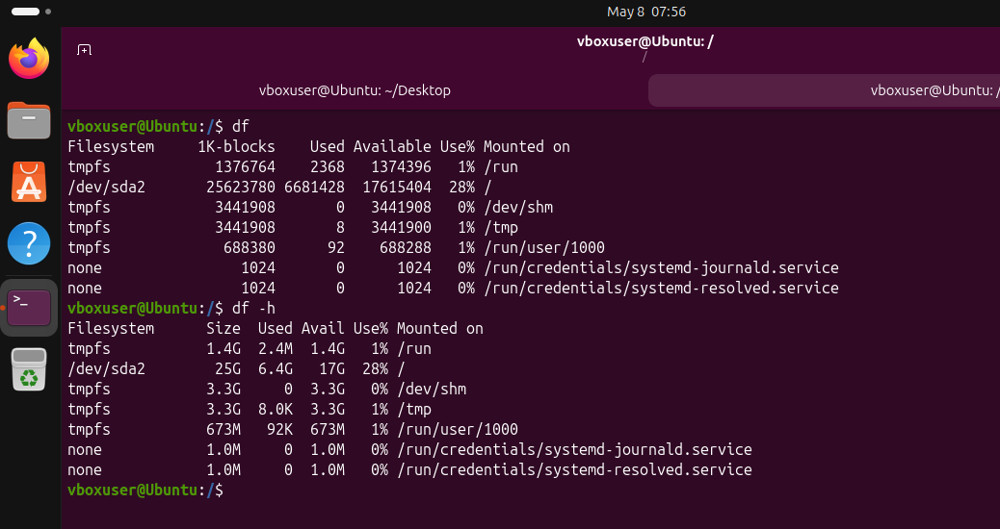 May 8 07:56
vboxuser@Ubuntu: /
/
vboxuser@Ubuntu: ~/Desktop
vboxuser@Ubuntu: /
vboxuser@Ubuntu:/$ df
Filesystem     1K-blocks    Used Available Use% Mounted on
tmpfs            1376764    2368   1374396   1% /run
/dev/sda2       25623780 6681428  17615404  28% /
tmpfs            3441908       0   3441908   0% /dev/shm
tmpfs            3441908       8   3441900   1% /tmp
tmpfs             688380      92    688288   1% /run/user/1000
none                1024       0      1024   0% /run/credentials/systemd-journald.service
none                1024       0      1024   0% /run/credentials/systemd-resolved.service
vboxuser@Ubuntu:/$ df -h
Filesystem      Size  Used Avail Use% Mounted on
tmpfs           1.4G  2.4M  1.4G   1% /run
/dev/sda2        25G  6.4G   17G  28% /
tmpfs           3.3G     0  3.3G   0% /dev/shm
tmpfs           3.3G  8.0K  3.3G   1% /tmp
tmpfs           673M   92K  673M   1% /run/user/1000
none            1.0M     0  1.0M   0% /run/credentials/systemd-journald.service
none            1.0M     0  1.0M   0% /run/credentials/systemd-resolved.service
vboxuser@Ubuntu:/$